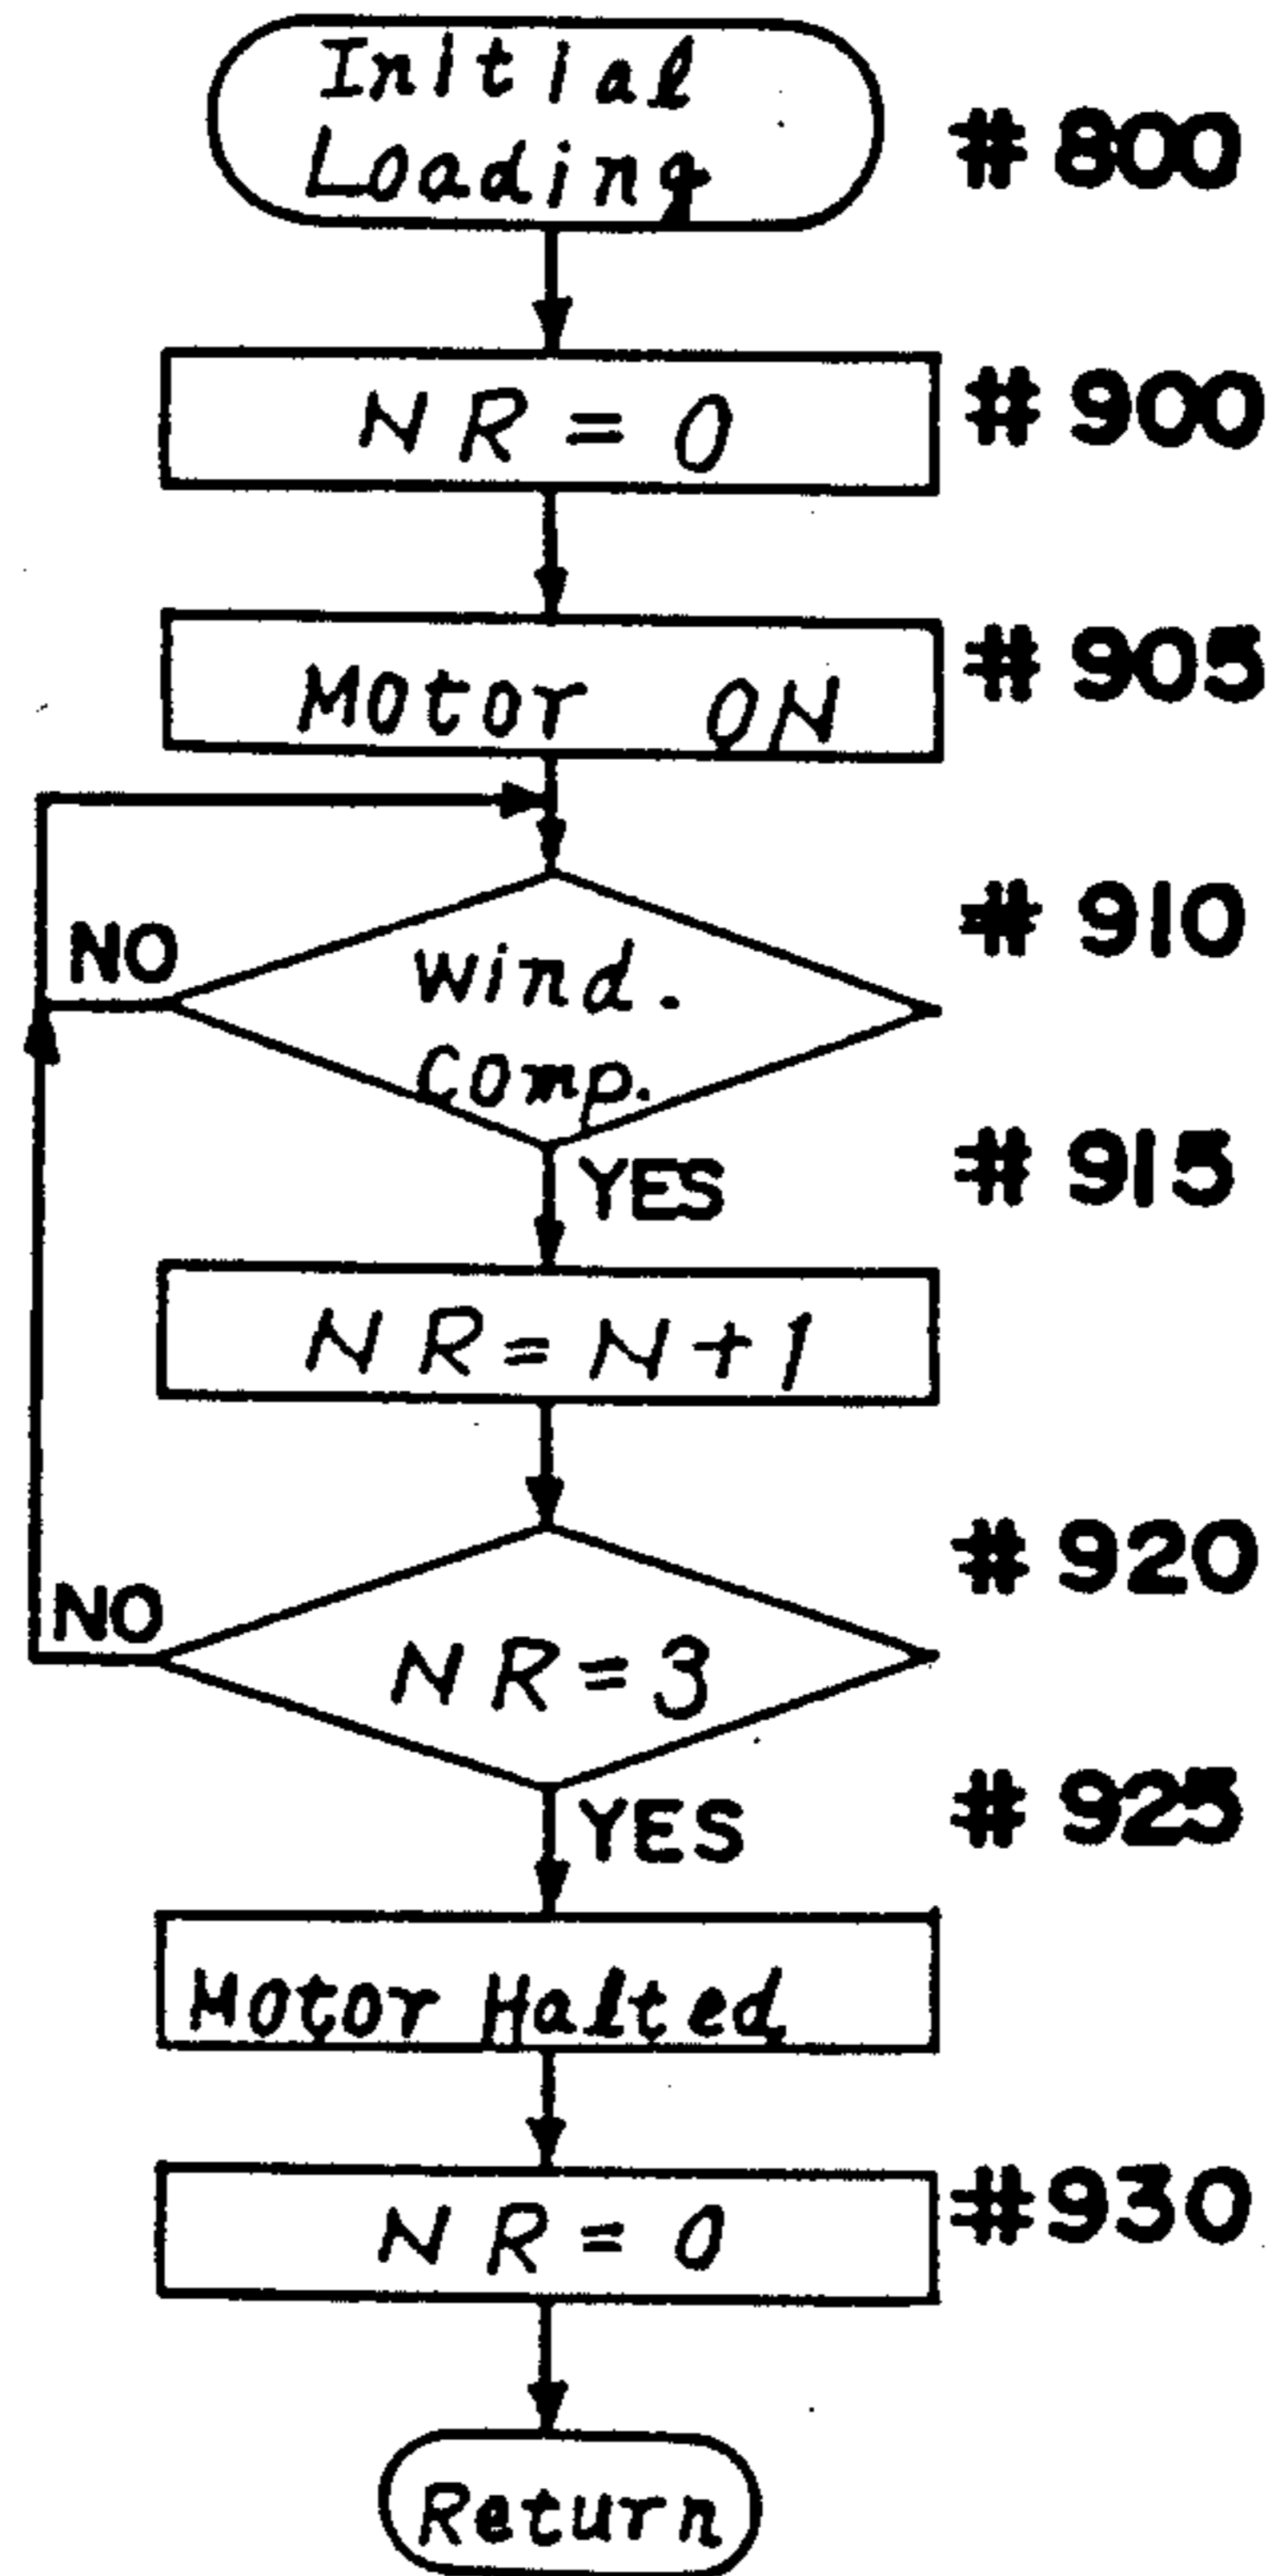 Initial
Loading
# 800
NR = 0
# 900
Motor ON
# 905
# 910
NO
Wind.
Comp.
# 915
YES
NR = N + 1
# 920
NO
NR = 3
# 925
YES
Motor Halted
NR = 0
#930
Return